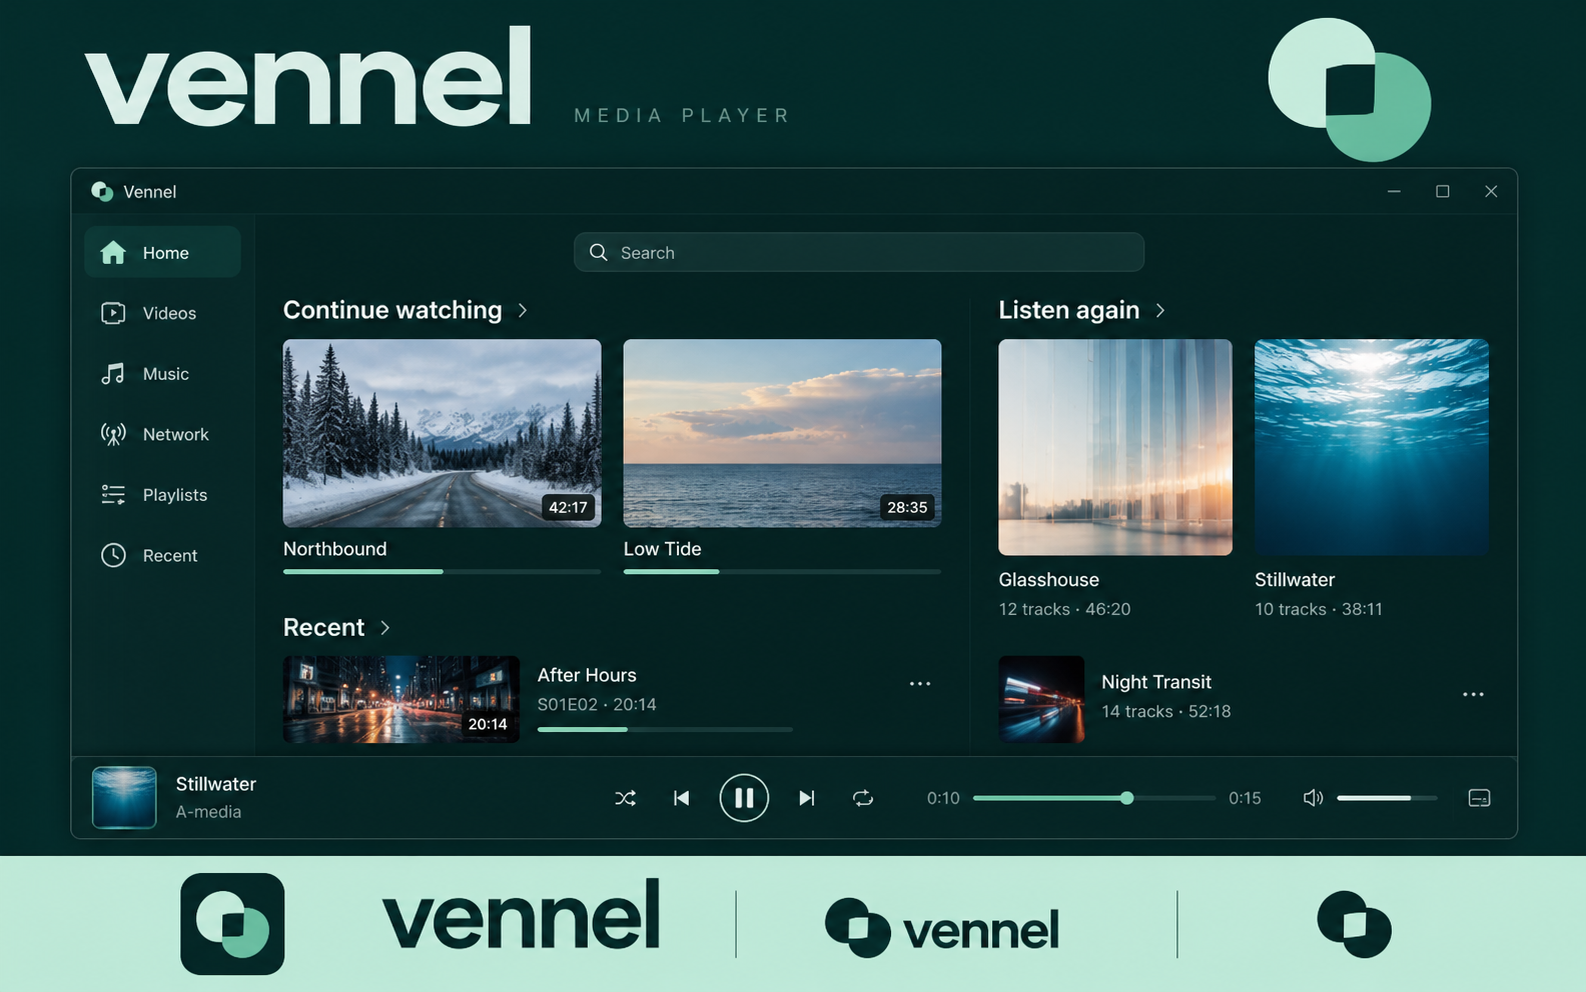 vennel
MEDIA PLAYER
Vennel
Home
Videos
Music
Network
Playlists
Recent
Search
Continue watching
42:17
Northbound
28:35
Low Tide
Recent
20:14
After Hours
S01E02 · 20:14
Listen again
Glasshouse
12 tracks · 46:20
Stillwater
10 tracks · 38:11
Night Transit
14 tracks · 52:18
Stillwater
A-media
0:10
0:15
vennel
vennel